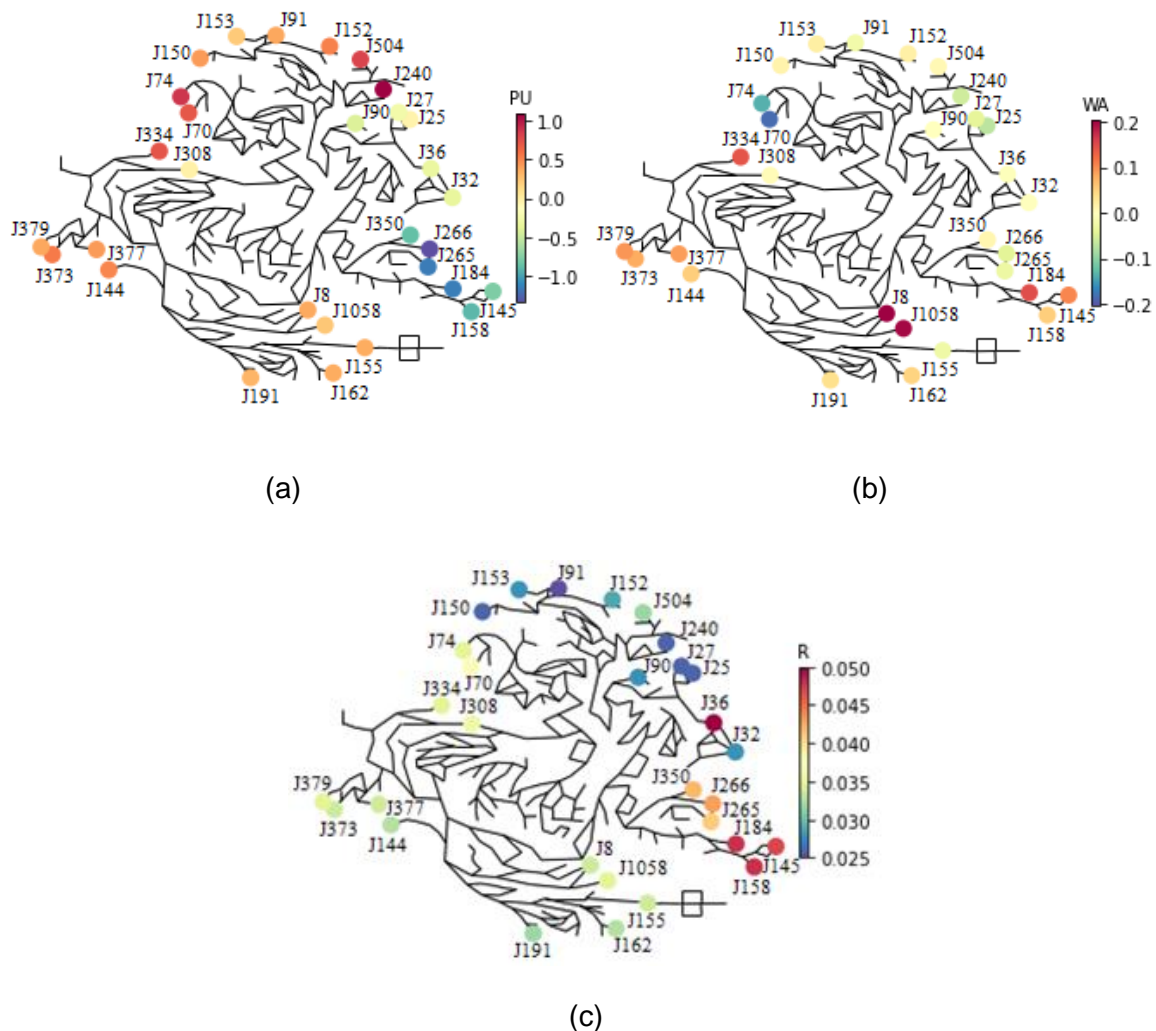 J153
J91
J152
J150
J504
J74
J240
J27
J90
J25
J70
J334
J308
J36
J32
J350
J379
J266
J377
J265
J373
J184
J144
J8
J145
J1058
J158
J155
J191
J162
PU
1.0
0.5
0.0
−0.5
−1.0
(a)
J153
J91
J152
J150
J504
J74
J240
J27
J90
J25
J70
J334
J308
J36
J32
J350
J379
J266
J377
J265
J373
J184
J144
J8
J145
J1058
J158
J155
J191
J162
WA
0.2
0.1
0.0
−0.1
−0.2
(b)
J153
J91
J152
J150
J504
J74
J240
J27
J90
J25
J70
J334
J308
J36
J32
J350
J379
J266
J377
J265
J373
J184
J144
J8
J145
J1058
J158
J155
J191
J162
R
0.050
0.045
0.040
0.035
0.030
0.025
(c)